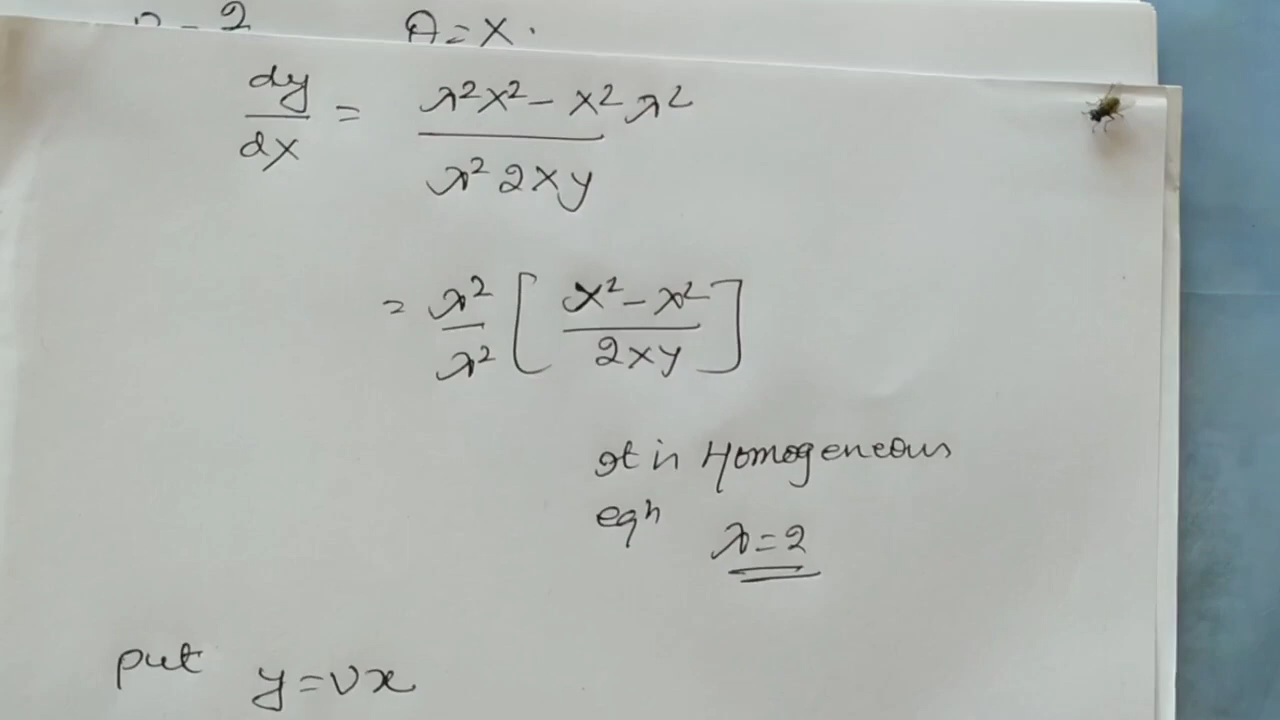 A = x.
dy/dx = λ²x² - x²λ² / λ² 2xy
= λ²/λ² [ x² - x² / 2xy ]
It is Homogeneous
eqⁿ λ = 2
put y = vx